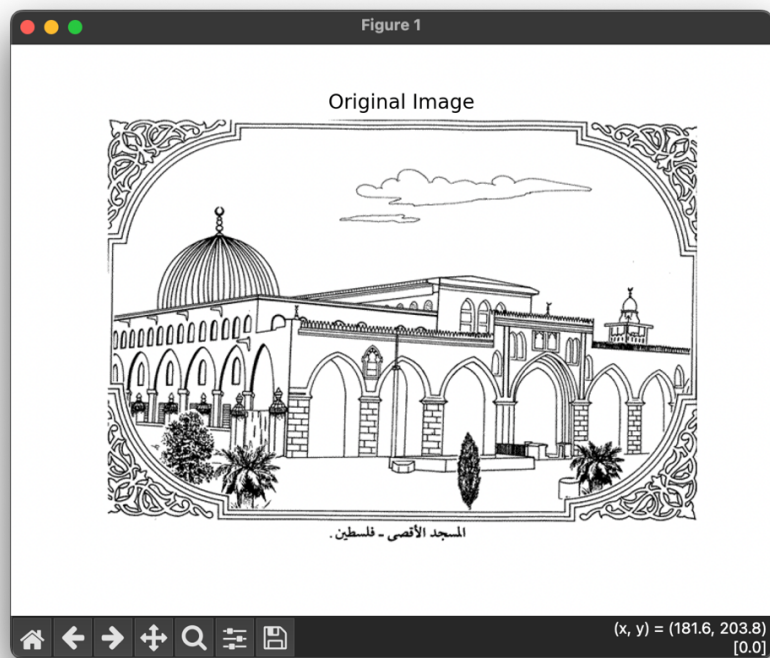 Figure 1
Original Image
المسجد الأقصى - فلسطين .
(x, y) = (181.6, 203.8)
[0.0]